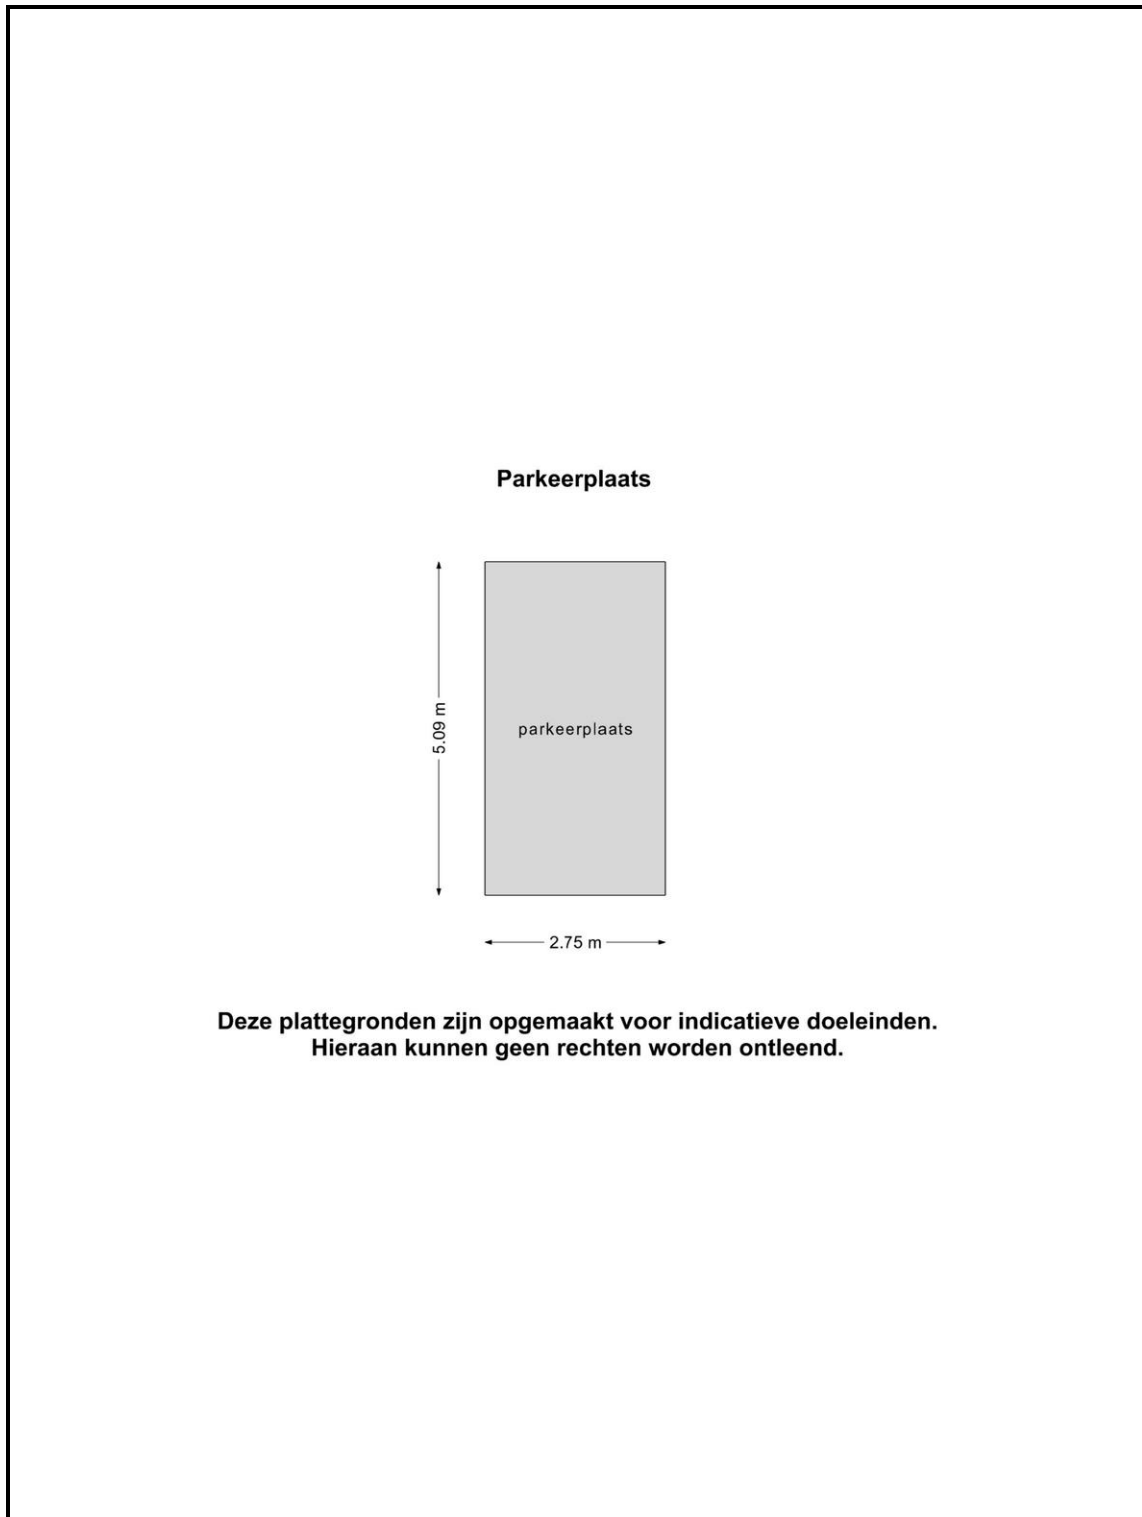 Parkeerplaats
5.09 m
parkeerplaats
2.75 m
Deze plattegronden zijn opgemaakt voor indicatieve doeleinden.
Hieraan kunnen geen rechten worden ontleend.